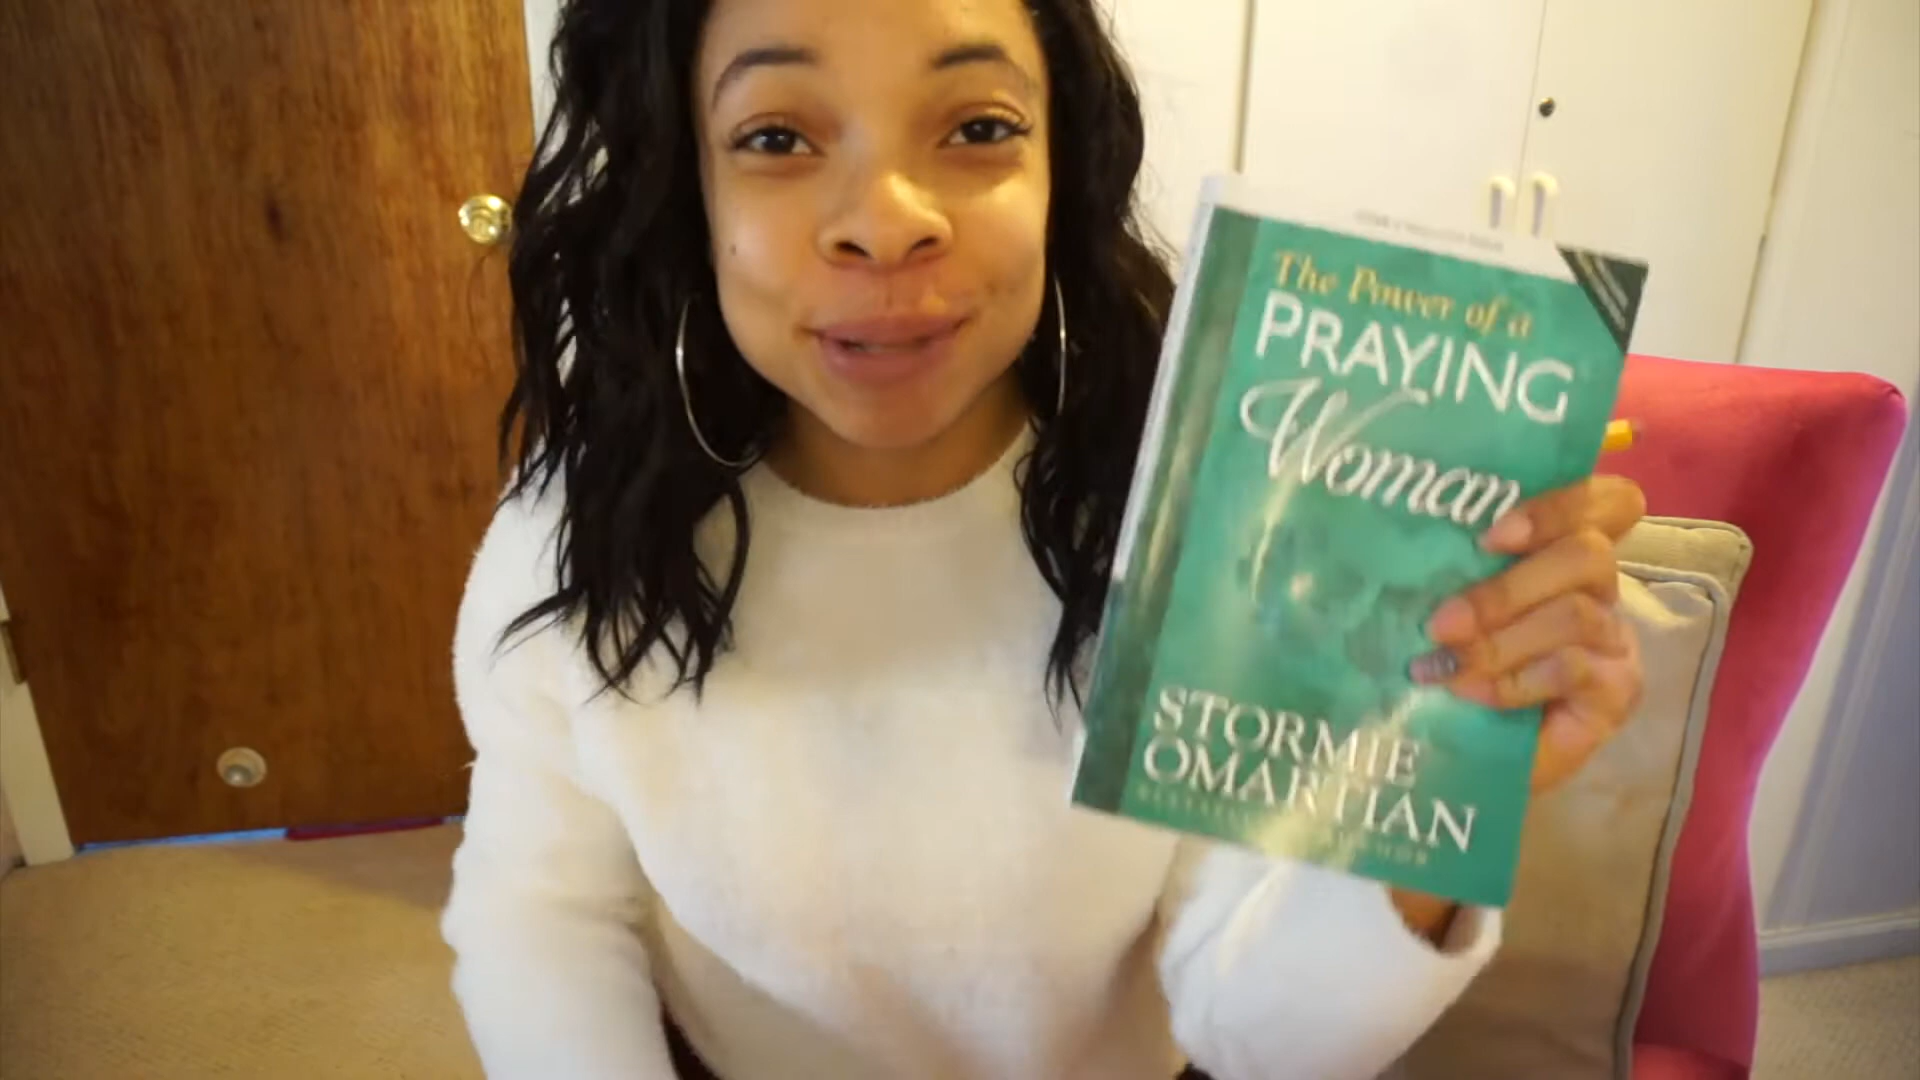 The Power of a
PRAYING
Woman
STORMIE
OMARTIAN